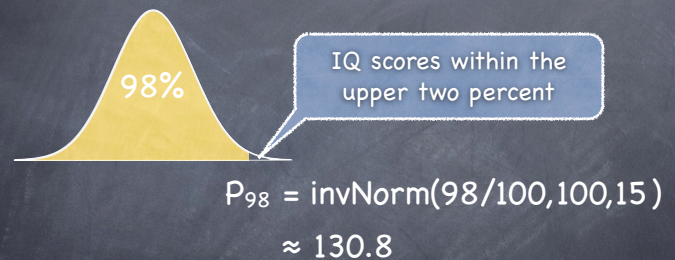 98%
IQ scores within the
upper two percent
P₉₈ = invNorm(98/100,100,15)
≈ 130.8